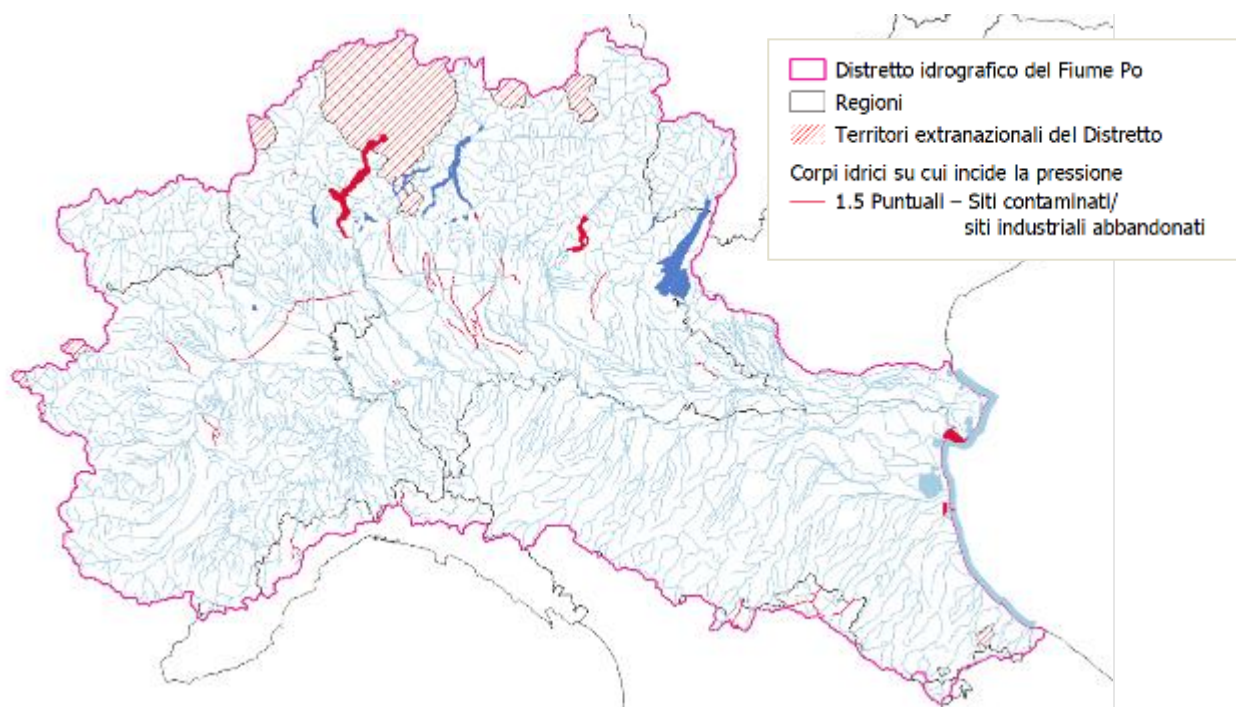 Distretto idrografico del Fiume Po
Regioni
Territori extranazionali del Distretto
Corpi idrici su cui incide la pressione
1.5 Puntuali – Siti contaminati/
siti industriali abbandonati